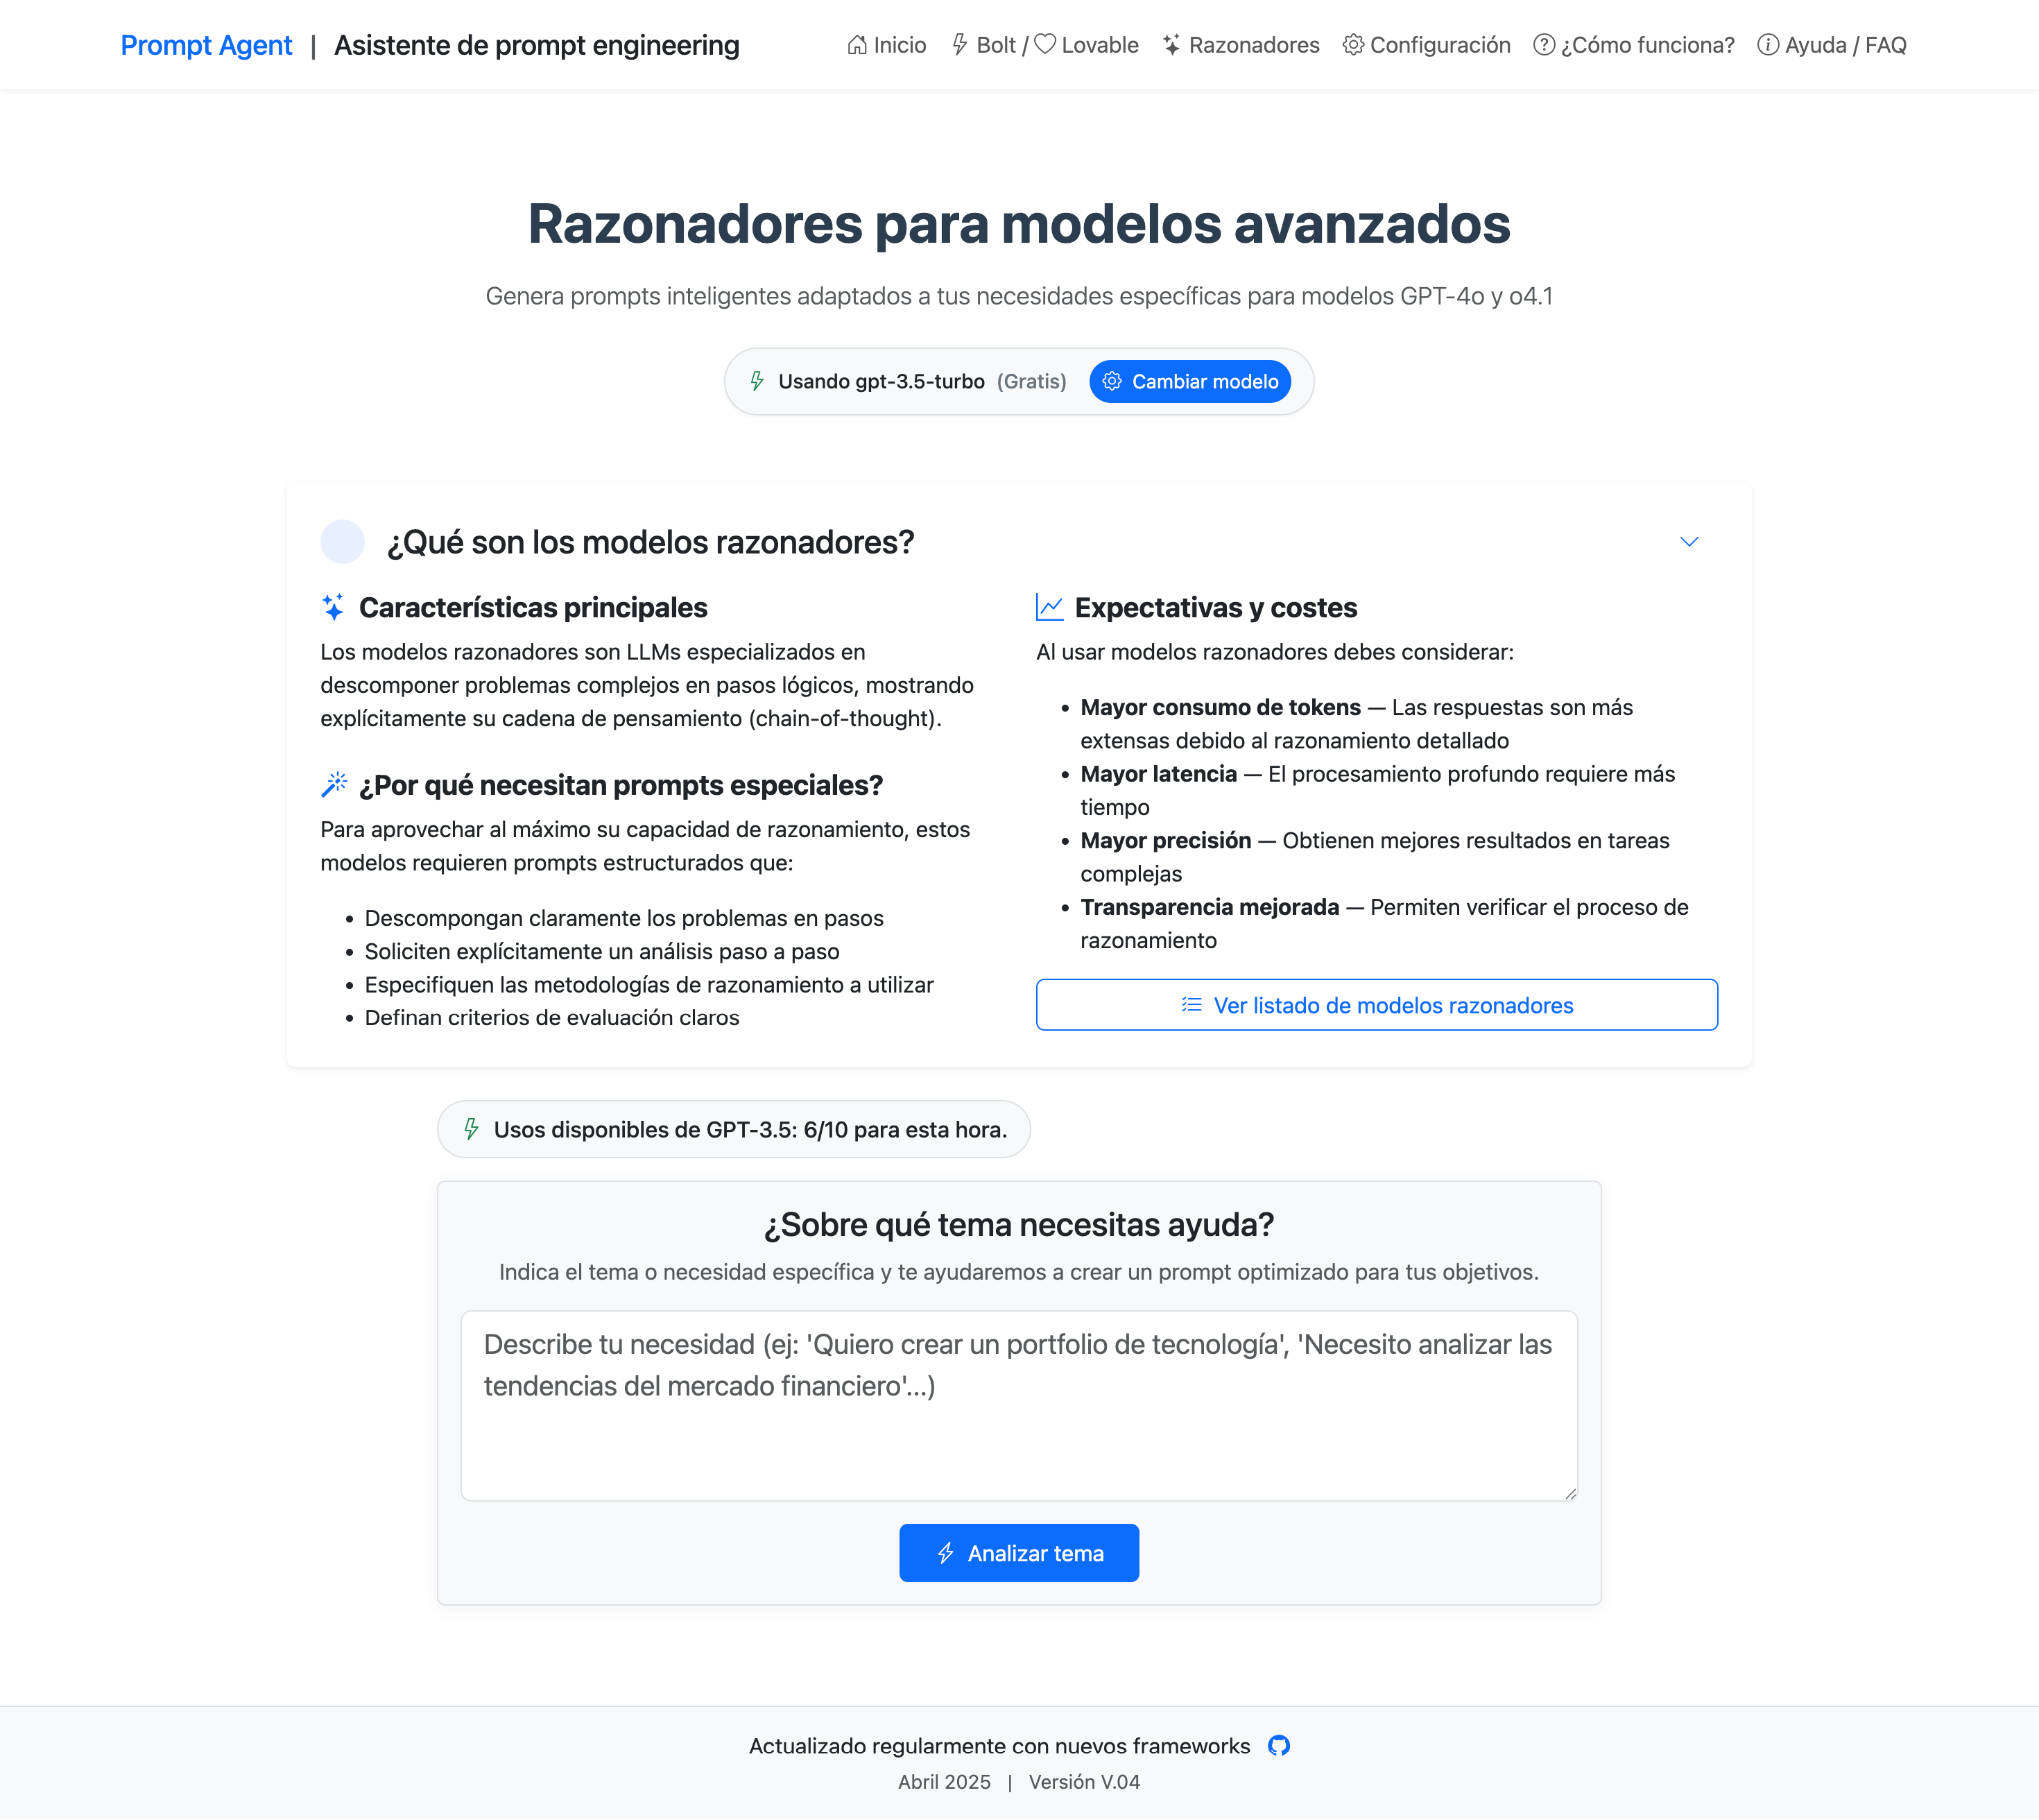 Prompt Agent | Asistente de prompt engineering
Inicio Bolt / Lovable Razonadores Configuración ¿Cómo funciona? Ayuda / FAQ
Razonadores para modelos avanzados
Genera prompts inteligentes adaptados a tus necesidades específicas para modelos GPT-4o y o4.1
Usando gpt-3.5-turbo (Gratis) Cambiar modelo
¿Qué son los modelos razonadores?
Características principales
Los modelos razonadores son LLMs especializados en
descomponer problemas complejos en pasos lógicos, mostrando
explícitamente su cadena de pensamiento (chain-of-thought).
¿Por qué necesitan prompts especiales?
Para aprovechar al máximo su capacidad de razonamiento, estos
modelos requieren prompts estructurados que:
• Descompongan claramente los problemas en pasos
• Soliciten explícitamente un análisis paso a paso
• Especifiquen las metodologías de razonamiento a utilizar
• Definan criterios de evaluación claros
Expectativas y costes
Al usar modelos razonadores debes considerar:
• Mayor consumo de tokens — Las respuestas son más
extensas debido al razonamiento detallado
• Mayor latencia — El procesamiento profundo requiere más
tiempo
• Mayor precisión — Obtienen mejores resultados en tareas
complejas
• Transparencia mejorada — Permiten verificar el proceso de
razonamiento
Ver listado de modelos razonadores
Usos disponibles de GPT-3.5: 6/10 para esta hora.
¿Sobre qué tema necesitas ayuda?
Indica el tema o necesidad específica y te ayudaremos a crear un prompt optimizado para tus objetivos.
Describe tu necesidad (ej: 'Quiero crear un portfolio de tecnología', 'Necesito analizar las
tendencias del mercado financiero'...)
Analizar tema
Actualizado regularmente con nuevos frameworks
Abril 2025 | Versión V.04